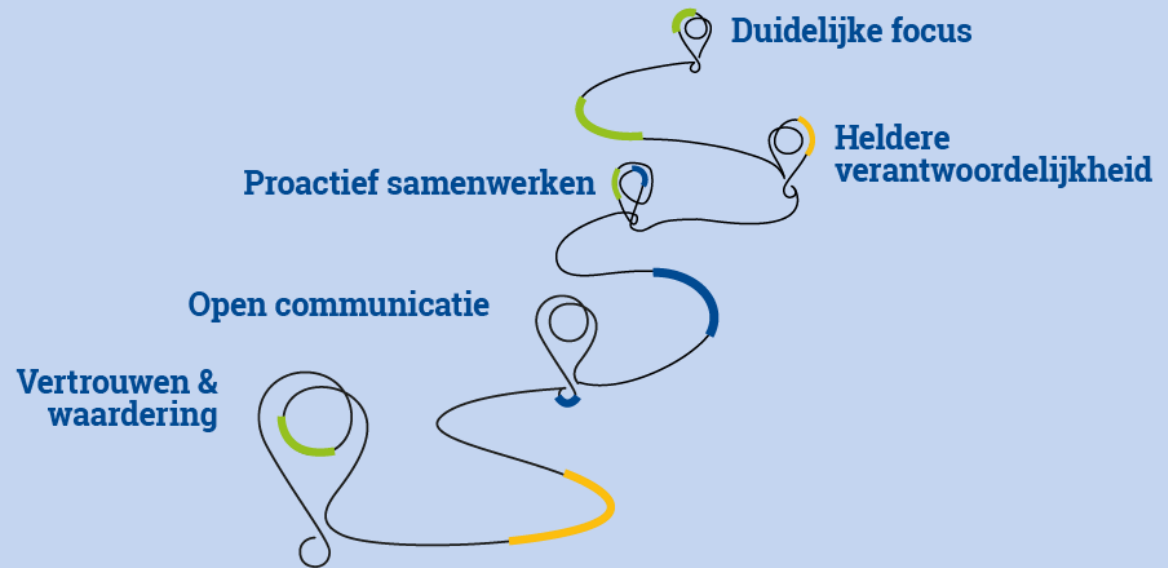 Duidelijke focus
Heldere
verantwoordelijkheid
Proactief samenwerken
Open communicatie
Vertrouwen &
waardering